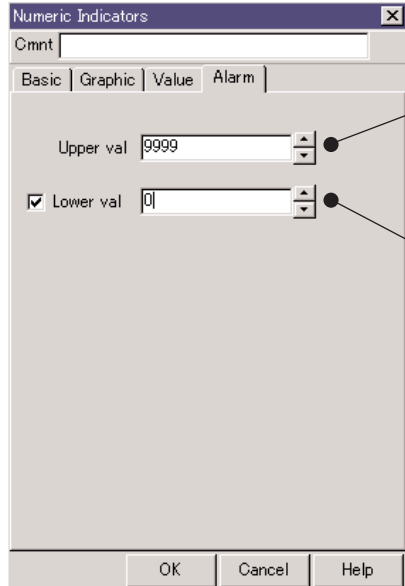 Numeric Indicators
Cmnt
Basic Graphic Value Alarm
Upper val 9999
Lower val 0
OK Cancel Help